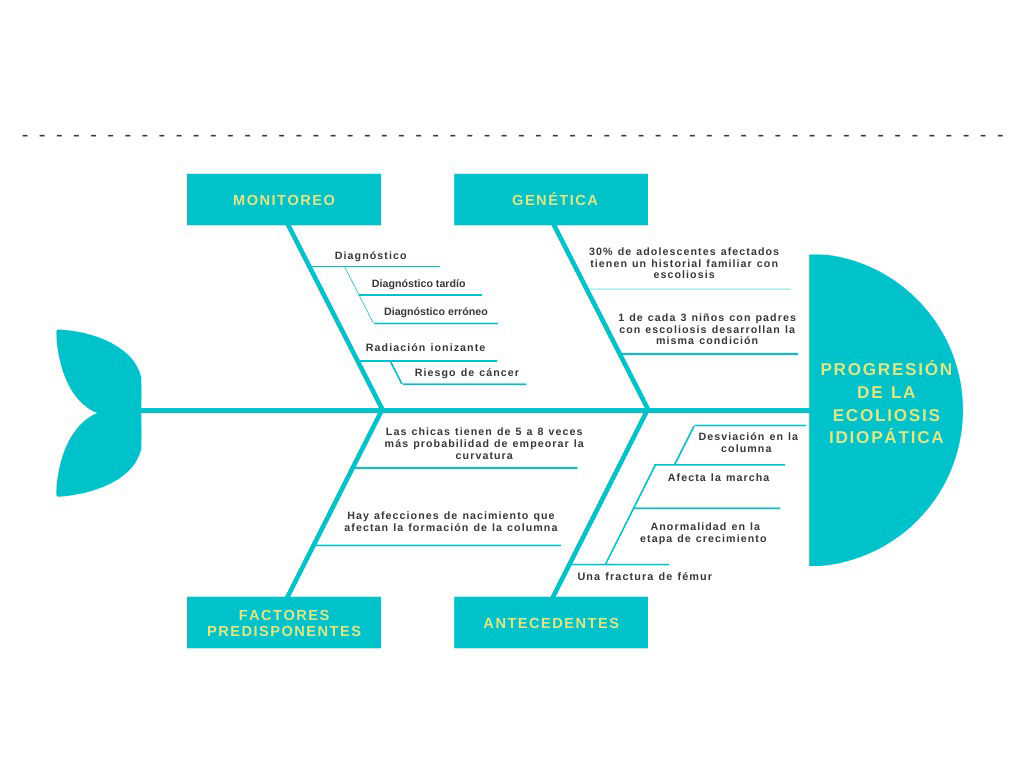 MONITOREO
GENÉTICA
Diagnóstico
Diagnóstico tardío
Diagnóstico erróneo
Radiación ionizante
Riesgo de cáncer
30% de adolescentes afectados
tienen un historial familiar con
escoliosis
1 de cada 3 niños con padres
con escoliosis desarrollan la
misma condición
PROGRESIÓN
DE LA
ECOLIOSIS
IDIOPÁTICA
Las chicas tienen de 5 a 8 veces
más probabilidad de empeorar la
curvatura
Hay afecciones de nacimiento que
afectan la formación de la columna
Desviación en la
columna
Afecta la marcha
Anormalidad en la
etapa de crecimiento
Una fractura de fémur
FACTORES
PREDISPONENTES
ANTECEDENTES